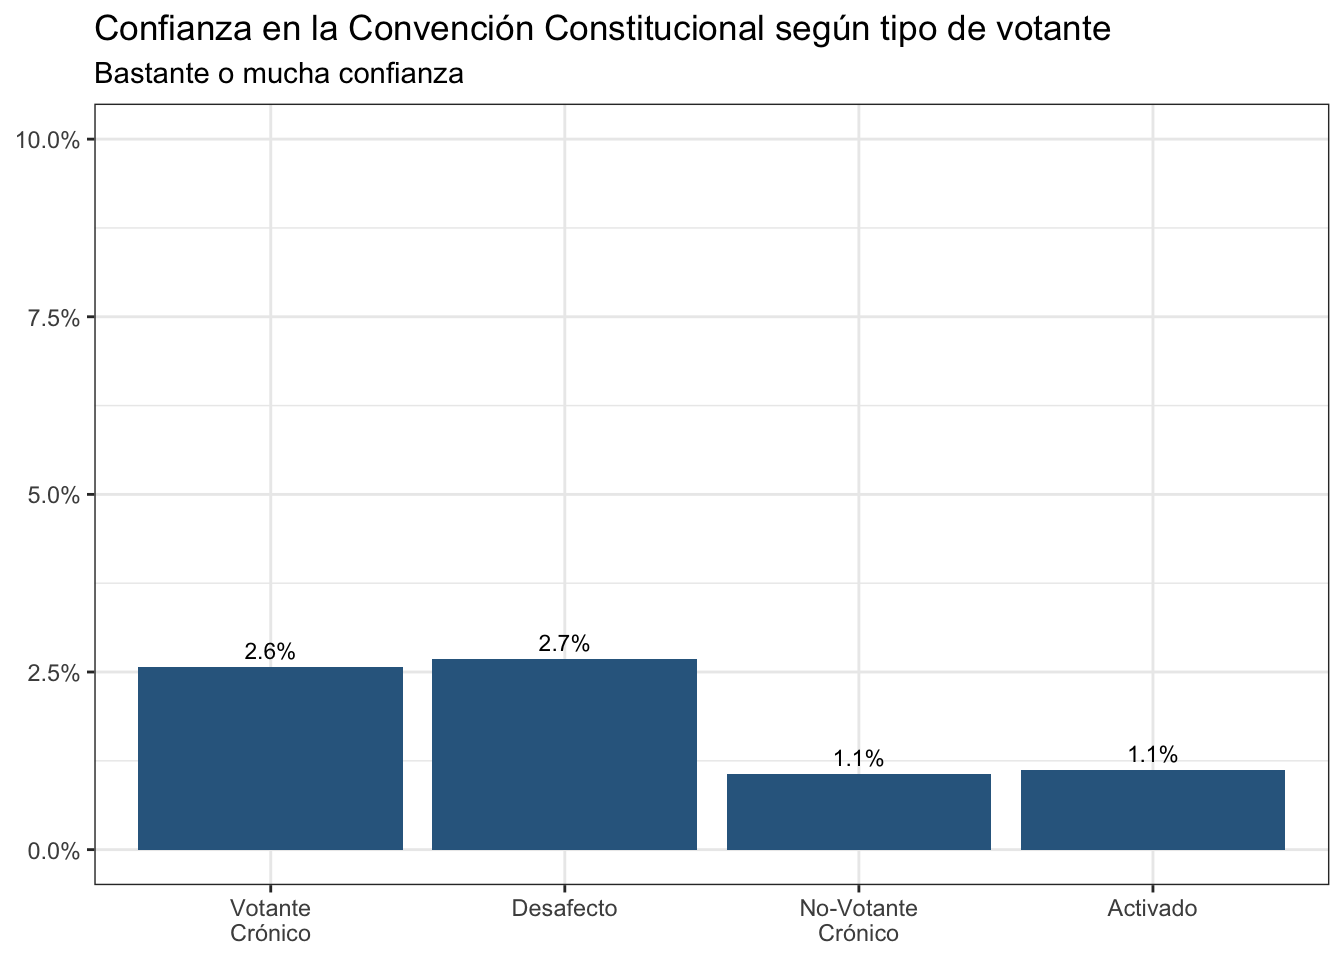 Confianza en la Convención Constitucional según tipo de votante
Bastante o mucha confianza
10.0%
7.5%
5.0%
2.5%
0.0%
2.6%
2.7%
1.1%
1.1%
Votante
Crónico
Desafecto
No-Votante
Crónico
Activado